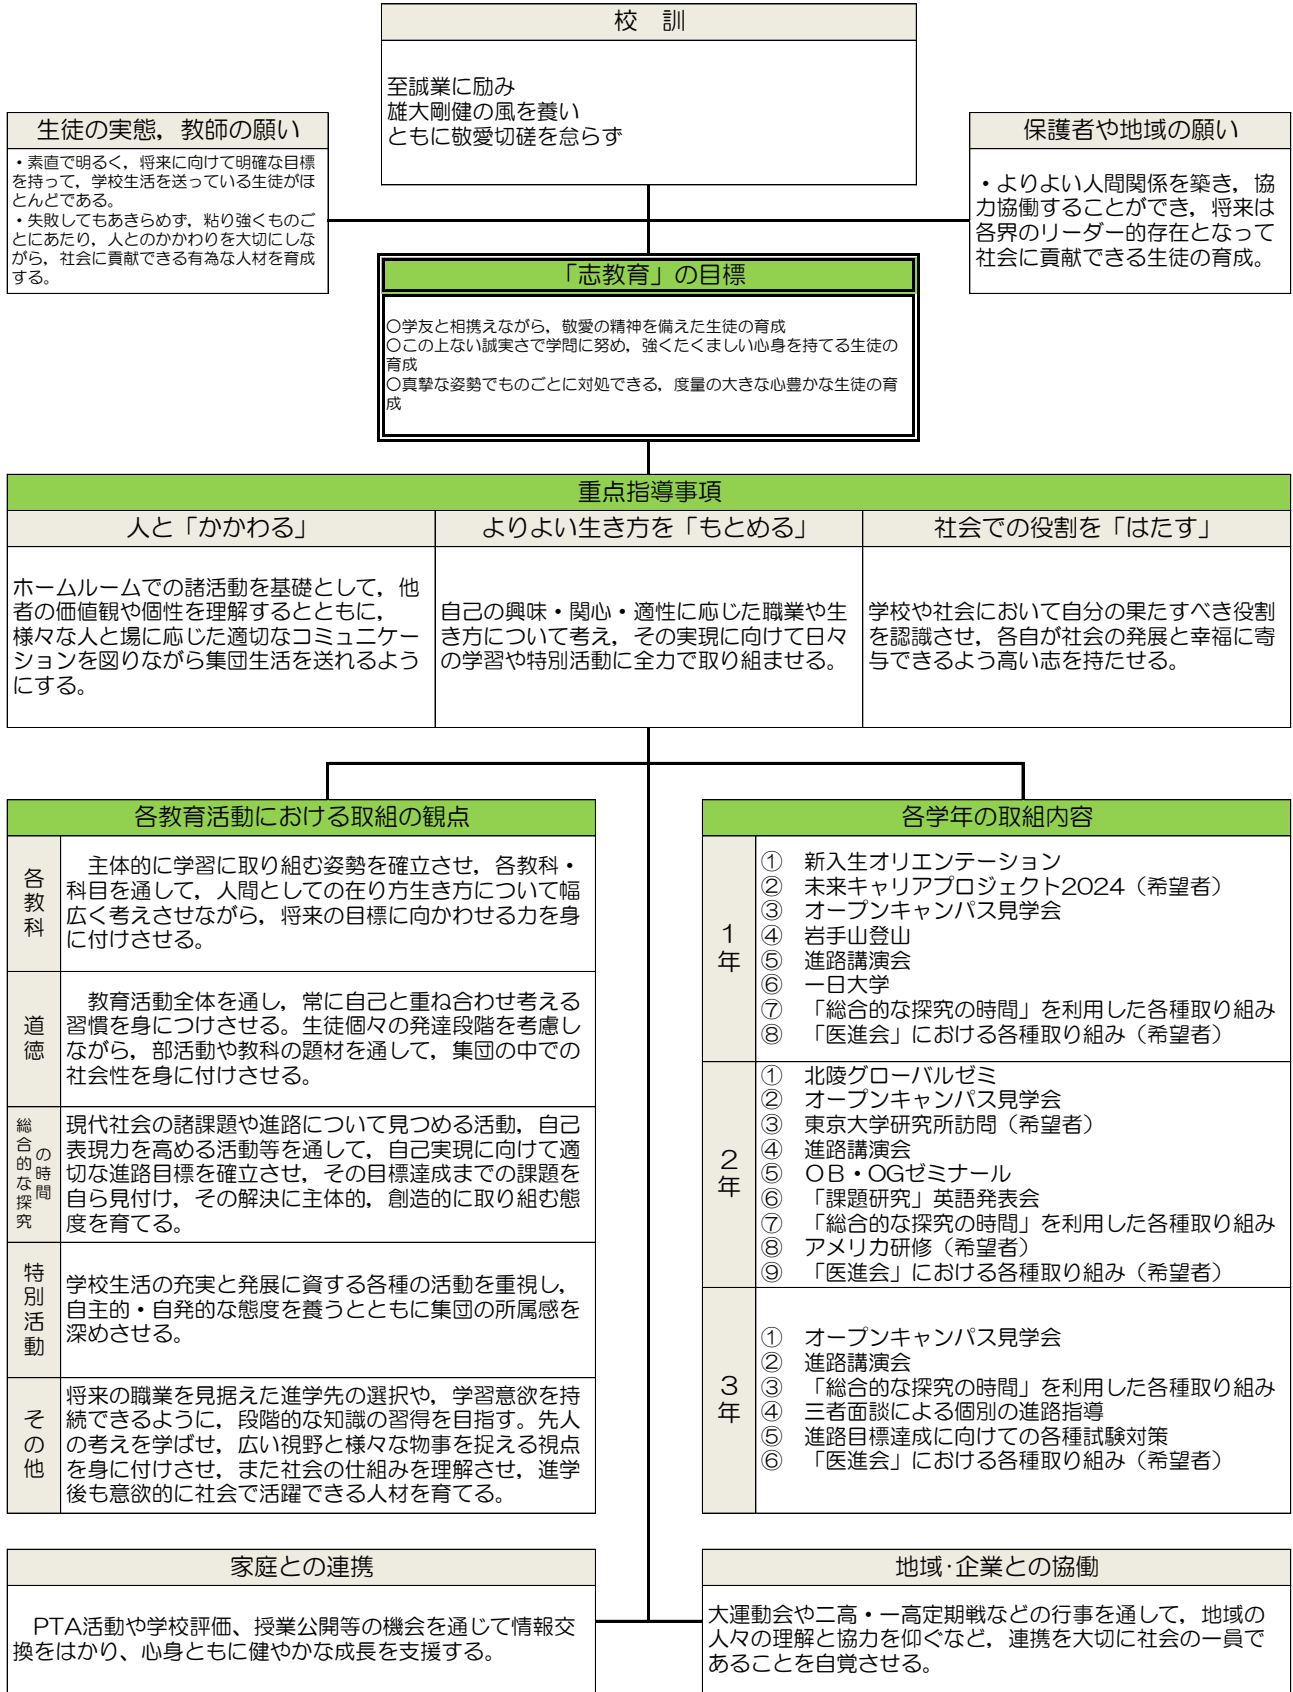 校　訓
至誠業に励み
雄大剛健の風を養い
ともに敬愛切磋を怠らず
生徒の実態，教師の願い
・素直で明るく，将来に向けて明確な目標
を持って，学校生活を送っている生徒がほ
とんどである。
・失敗してもあきらめず，粘り強くものご
とにあたり，人とのかかわりを大切にしな
がら，社会に貢献できる有為な人材を育成
する。
保護者や地域の願い
・よりよい人間関係を築き，協
力協働することができ，将来は
各界のリーダー的存在となって
社会に貢献できる生徒の育成。
「志教育」の目標
○学友と相携えながら，敬愛の精神を備えた生徒の育成
○この上ない誠実さで学問に努め，強くたくましい心身を持てる生徒の
育成
○真摯な姿勢でものごとに対処できる，度量の大きな心豊かな生徒の育
成
重点指導事項
人と「かかわる」
ホームルームでの諸活動を基礎として，他
者の価値観や個性を理解するとともに，
様々な人と場に応じた適切なコミュニケー
ションを図りながら集団生活を送れるよう
にする。
よりよい生き方を「もとめる」
自己の興味・関心・適性に応じた職業や生
き方について考え，その実現に向けて日々
の学習や特別活動に全力で取り組ませる。
社会での役割を「はたす」
学校や社会において自分の果たすべき役割
を認識させ，各自が社会の発展と幸福に寄
与できるよう高い志を持たせる。
各教育活動における取組の観点
各教科
主体的に学習に取り組む姿勢を確立させ，各教科・
科目を通して，人間としての在り方生き方について幅
広く考えさせながら，将来の目標に向かわせる力を身
に付けさせる。
道徳
教育活動全体を通し，常に自己と重ね合わせ考える
習慣を身につけさせる。生徒個々の発達段階を考慮し
ながら，部活動や教科の題材を通して，集団の中での
社会性を身に付けさせる。
総合的な探究
の時間
現代社会の諸課題や進路について見つめる活動，自己
表現力を高める活動等を通して，自己実現に向けて適
切な進路目標を確立させ，その目標達成までの課題を
自ら見付け，その解決に主体的，創造的に取り組む態
度を育てる。
特別活動
学校生活の充実と発展に資する各種の活動を重視し，
自主的・自発的な態度を養うとともに集団の所属感を
深めさせる。
その他
将来の職業を見据えた進学先の選択や，学習意欲を持
続できるように，段階的な知識の習得を目指す。先人
の考えを学ばせ，広い視野と様々な物事を捉える視点
を身に付けさせ，また社会の仕組みを理解させ，進学
後も意欲的に社会で活躍できる人材を育てる。
各学年の取組内容
1年
①　新入生オリエンテーション
②　未来キャリアプロジェクト2024（希望者）
③　オープンキャンパス見学会
④　岩手山登山
⑤　進路講演会
⑥　一日大学
⑦　「総合的な探究の時間」を利用した各種取り組み
⑧　「医進会」における各種取り組み（希望者）
2年
①　北陵グローバルゼミ
②　オープンキャンパス見学会
③　東京大学研究所訪問（希望者）
④　進路講演会
⑤　ＯＢ・OGゼミナール
⑥　「課題研究」英語発表会
⑦　「総合的な探究の時間」を利用した各種取り組み
⑧　アメリカ研修（希望者）
⑨　「医進会」における各種取り組み（希望者）
3年
①　オープンキャンパス見学会
②　進路講演会
③　「総合的な探究の時間」を利用した各種取り組み
④　三者面談による個別の進路指導
⑤　進路目標達成に向けての各種試験対策
⑥　「医進会」における各種取り組み（希望者）
家庭との連携
PTA活動や学校評価、授業公開等の機会を通じて情報交
換をはかり、心身ともに健やかな成長を支援する。
地域・企業との協働
大運動会や二高・一高定期戦などの行事を通して，地域の
人々の理解と協力を仰ぐなど，連携を大切に社会の一員で
あることを自覚させる。